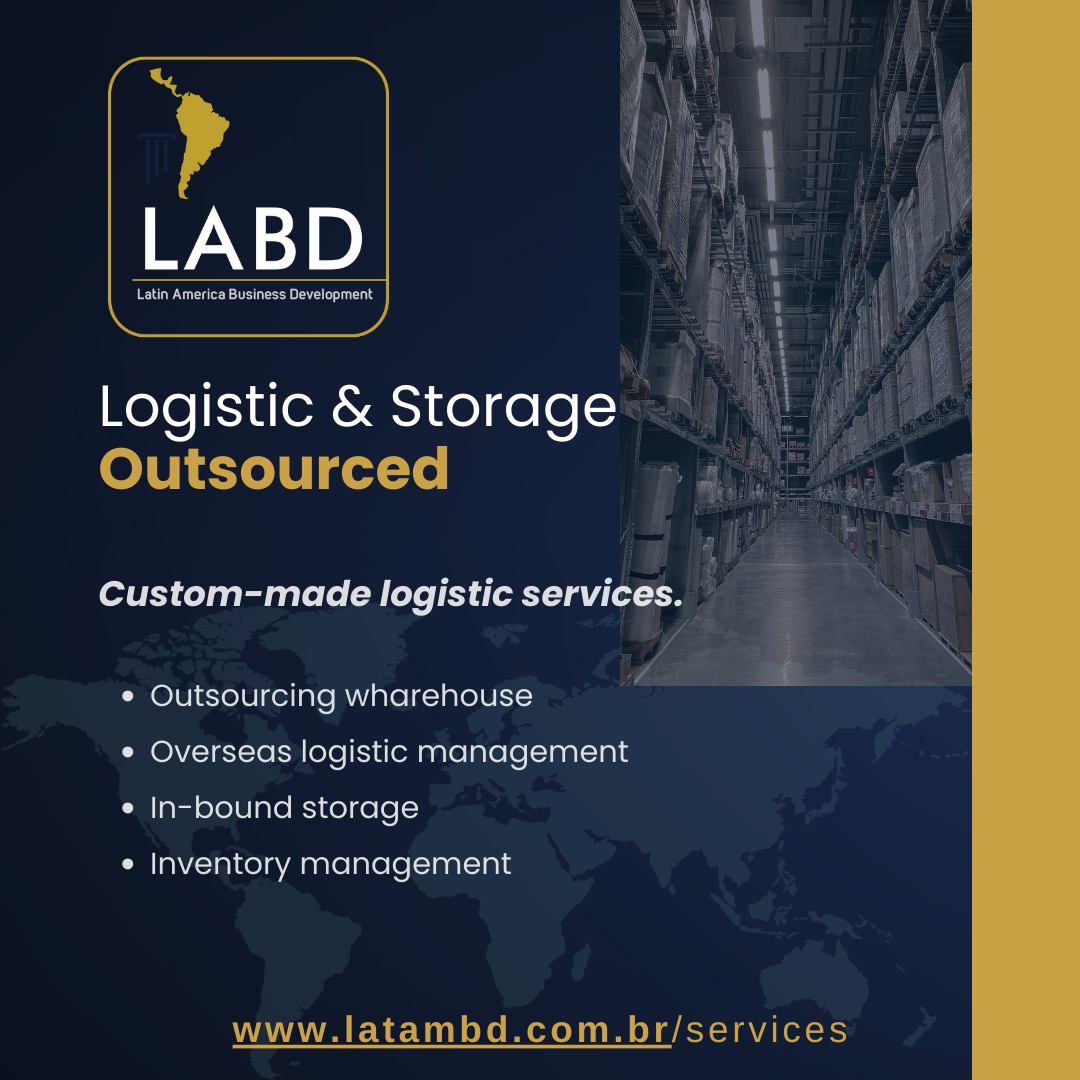 LABD
Latin America Business Development
Logistic & Storage
Outsourced
Custom-made logistic services.
• Outsourcing wharehouse
• Overseas logistic management
• In-bound storage
• Inventory management
www.latambd.com.br/services